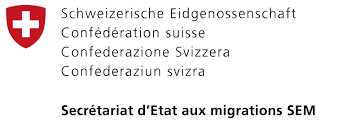 Schweizerische Eidgenossenschaft
Confédération suisse
Confederazione Svizzera
Confederaziun svizra
Secrétariat d'Etat aux migrations SEM